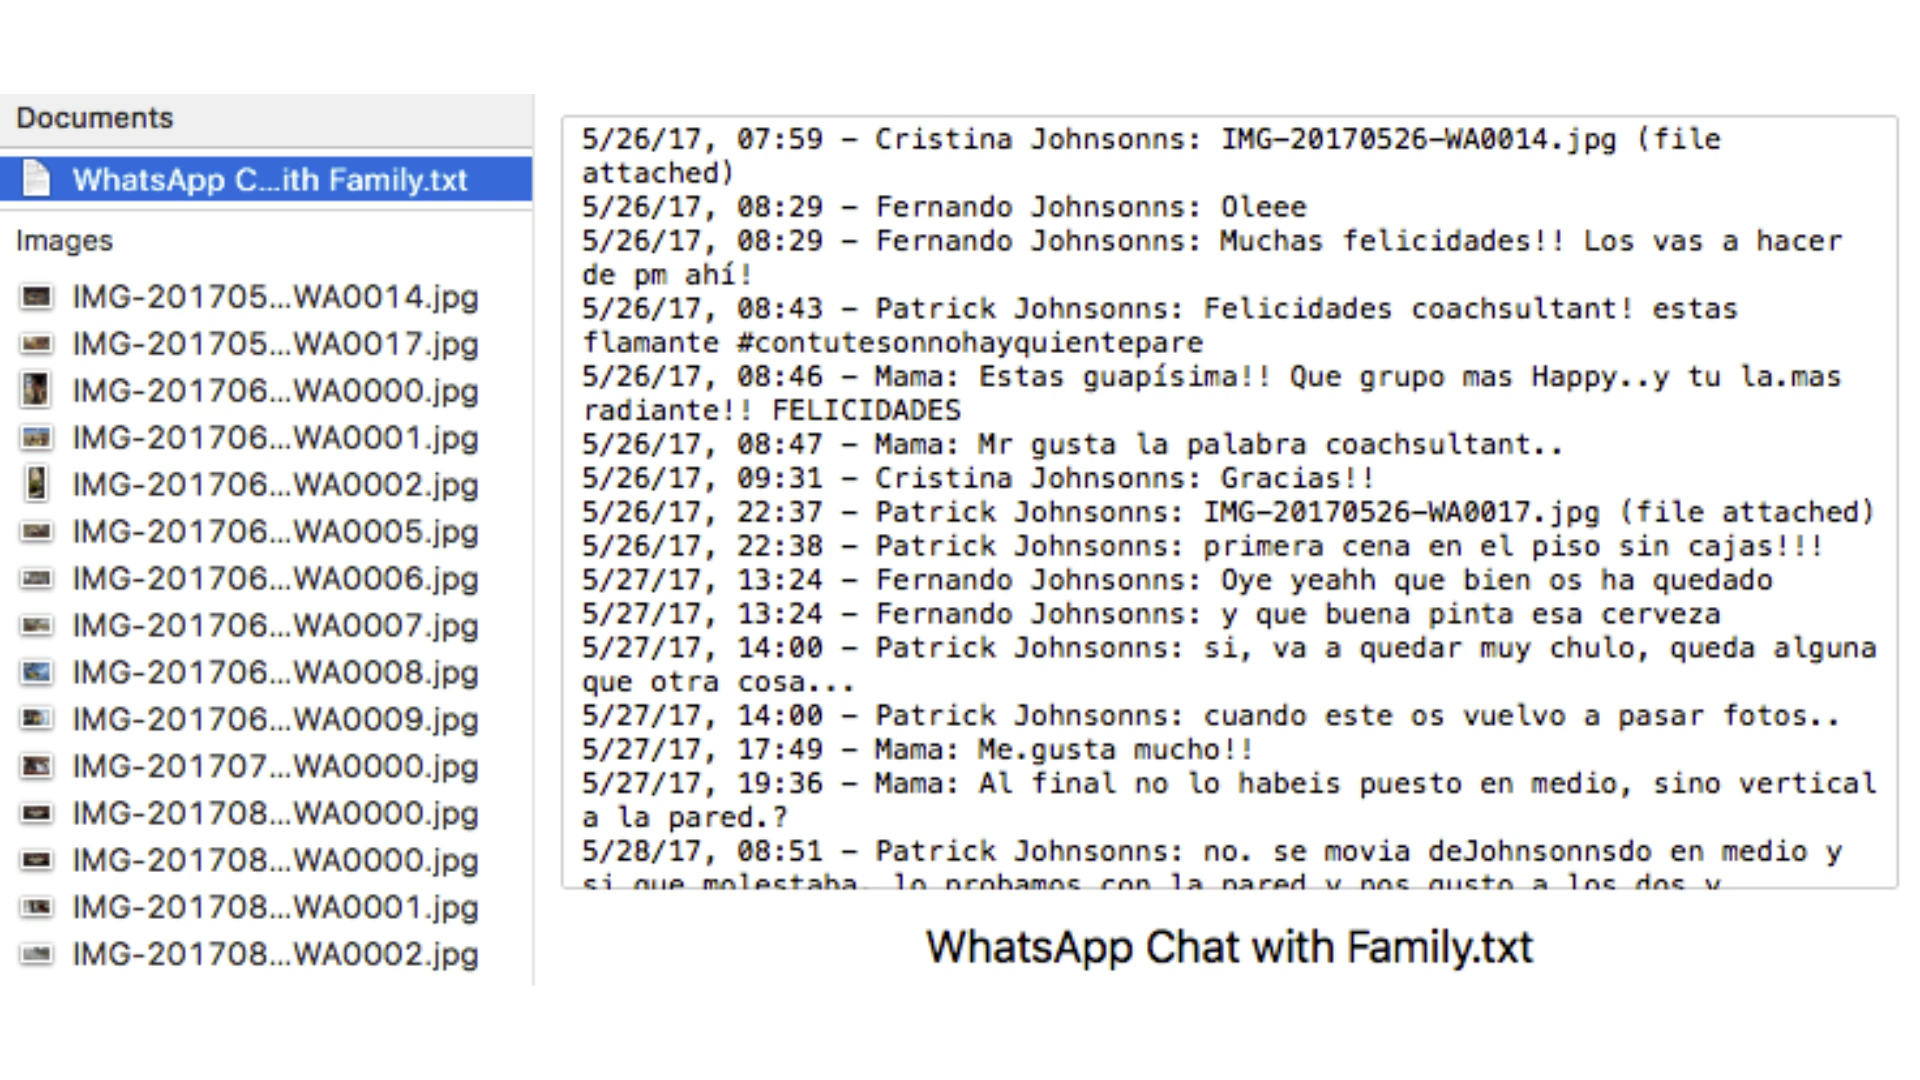 Documents
WhatsApp C...ith Family.txt
Images
IMG-201705...WA0014.jpg
IMG-201705...WA0017.jpg
IMG-201706...WA0000.jpg
IMG-201706...WA0001.jpg
IMG-201706...WA0002.jpg
IMG-201706...WA0005.jpg
IMG-201706...WA0006.jpg
IMG-201706...WA0007.jpg
IMG-201706...WA0008.jpg
IMG-201706...WA0009.jpg
IMG-201707...WA0000.jpg
IMG-201708...WA0000.jpg
IMG-201708...WA0000.jpg
IMG-201708...WA0001.jpg
IMG-201708...WA0002.jpg
5/26/17, 07:59 – Cristina Johnsonns: IMG-20170526-WA0014.jpg (file
attached)
5/26/17, 08:29 – Fernando Johnsonns: Oleee
5/26/17, 08:29 – Fernando Johnsonns: Muchas felicidades!! Los vas a hacer
de pm ahí!
5/26/17, 08:43 – Patrick Johnsonns: Felicidades coachsultant! estas
flamante #contutesonnohayquientepare
5/26/17, 08:46 – Mama: Estas guapísima!! Que grupo mas Happy..y tu la.mas
radiante!! FELICIDADES
5/26/17, 08:47 – Mama: Mr gusta la palabra coachsultant..
5/26/17, 09:31 – Cristina Johnsonns: Gracias!!
5/26/17, 22:37 – Patrick Johnsonns: IMG-20170526-WA0017.jpg (file attached)
5/26/17, 22:38 – Patrick Johnsonns: primera cena en el piso sin cajas!!!
5/27/17, 13:24 – Fernando Johnsonns: Oye yeahh que bien os ha quedado
5/27/17, 13:24 – Fernando Johnsonns: y que buena pinta esa cerveza
5/27/17, 14:00 – Patrick Johnsonns: si, va a quedar muy chulo, queda alguna
que otra cosa...
5/27/17, 14:00 – Patrick Johnsonns: cuando este os vuelvo a pasar fotos..
5/27/17, 17:49 – Mama: Me.gusta mucho!!
5/27/17, 19:36 – Mama: Al final no lo habeis puesto en medio, sino vertical
a la pared.?
5/28/17, 08:51 – Patrick Johnsonns: no. se movia deJohnsonnsdo en medio y
si que molestaba. lo probamos con la pared y nos gusto a los dos y
WhatsApp Chat with Family.txt